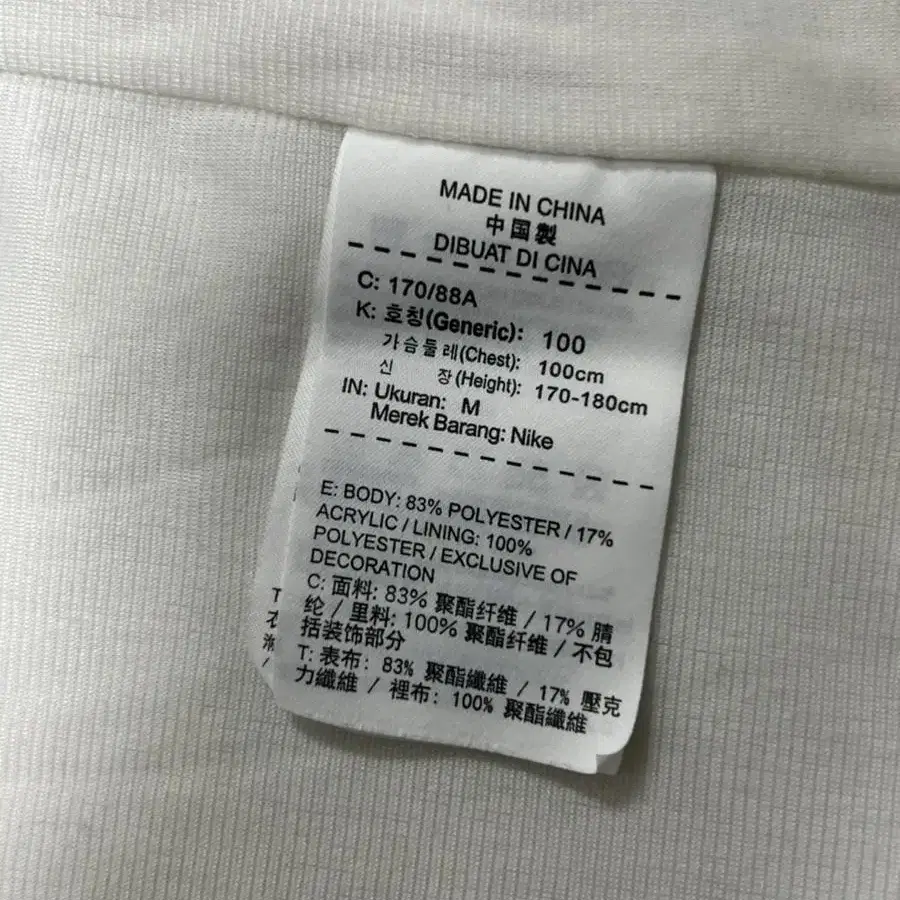 MADE IN CHINA
中国製
DIBUAT DI CINA
C: 170/88A
K: 호칭(Generic): 100
가슴둘레(Chest): 100cm
신 장(Height): 170-180cm
IN: Ukuran: M
Merek Barang: Nike
E: BODY: 83% POLYESTER / 17%
ACRYLIC / LINING: 100%
POLYESTER / EXCLUSIVE OF
DECORATION
C: 面料: 83% 聚酯纤维 / 17% 腈
纶 / 里料: 100% 聚酯纤维 / 不包
括装饰部分
T: 表布: 83% 聚酯纖維 / 17% 壓克
力纖維 / 裡布: 100% 聚酯纖維